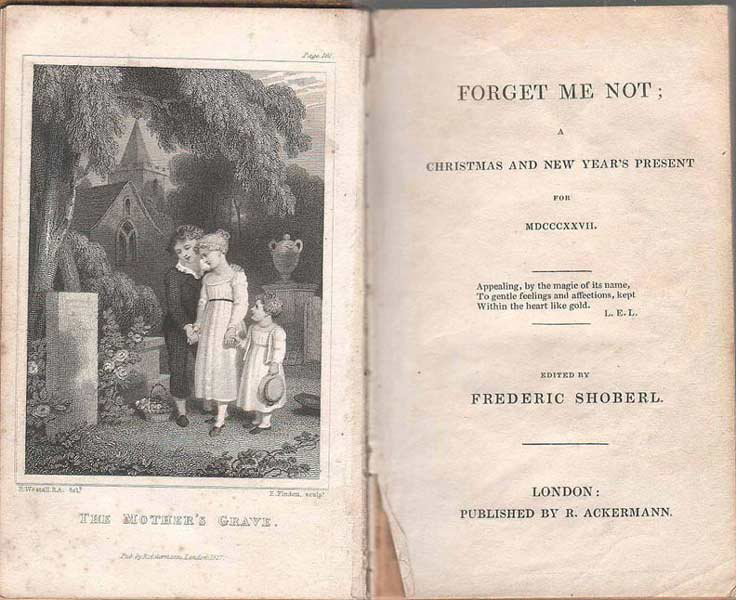 Page
R. Westall R.A. del.t
E. Finden, sculp.t
THE MOTHER'S GRAVE.
Pub. by R. Ackermann, London, 1827.
FORGET ME NOT;
A
CHRISTMAS AND NEW YEAR'S PRESENT
FOR
MDCCCXXVII.
Appealing, by the magic of its name,
To gentle feelings and affections, kept
Within the heart like gold.
L. E. L.
EDITED BY
FREDERIC SHOBERL.
LONDON:
PUBLISHED BY R. ACKERMANN.